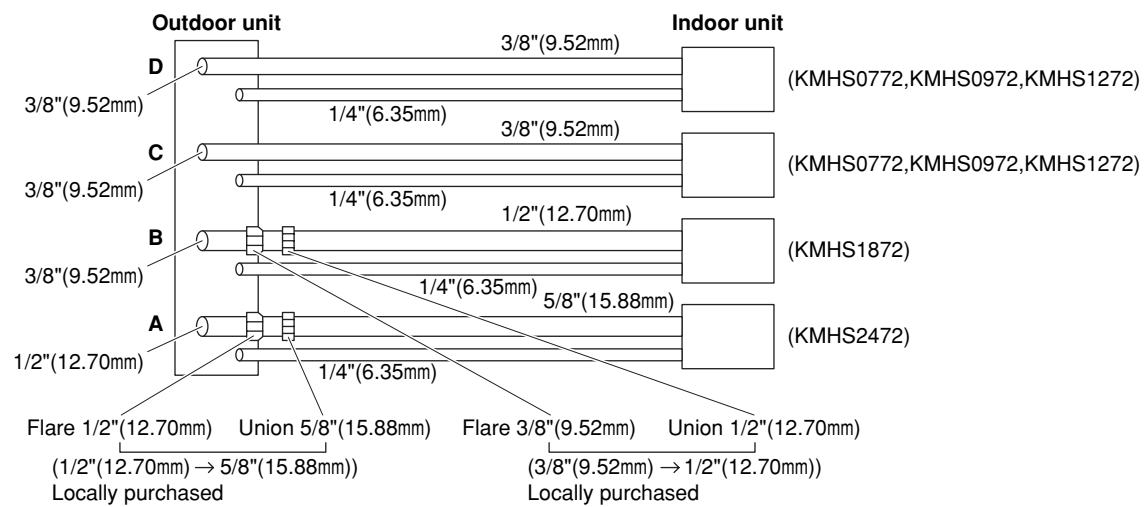 Outdoor unit
Indoor unit
3/8"(9.52mm)
D
(KMHS0772,KMHS0972,KMHS1272)
3/8"(9.52mm)
1/4"(6.35mm)
3/8"(9.52mm)
C
(KMHS0772,KMHS0972,KMHS1272)
3/8"(9.52mm)
1/4"(6.35mm)
1/2"(12.70mm)
B
(KMHS1872)
3/8"(9.52mm)
1/4"(6.35mm)
5/8"(15.88mm)
A
(KMHS2472)
1/2"(12.70mm)
1/4"(6.35mm)
Flare 1/2"(12.70mm)
Union 5/8"(15.88mm)
Flare 3/8"(9.52mm)
Union 1/2"(12.70mm)
(1/2"(12.70mm) → 5/8"(15.88mm))
Locally purchased
(3/8"(9.52mm) → 1/2"(12.70mm))
Locally purchased